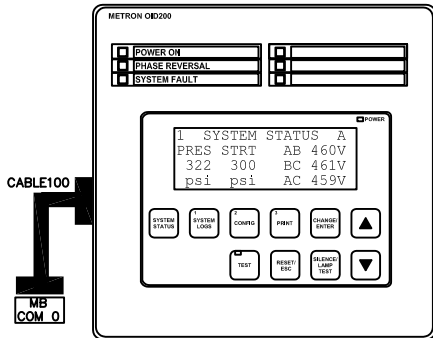 METRON OID200
POWER ON
PHASE REVERSAL
SYSTEM FAULT
POWER
1 SYSTEM STATUS A
PRES STRT AB 460V
322 300 BC 461V
psi psi AC 459V
CABLE100
SYSTEM STATUS
1 SYSTEM LOGS
2 CONFIG
3 PRINT
CHANGE/ ENTER
TEST
RESET/ ESC
SILENCE/ LAMP TEST
MB
COM 0